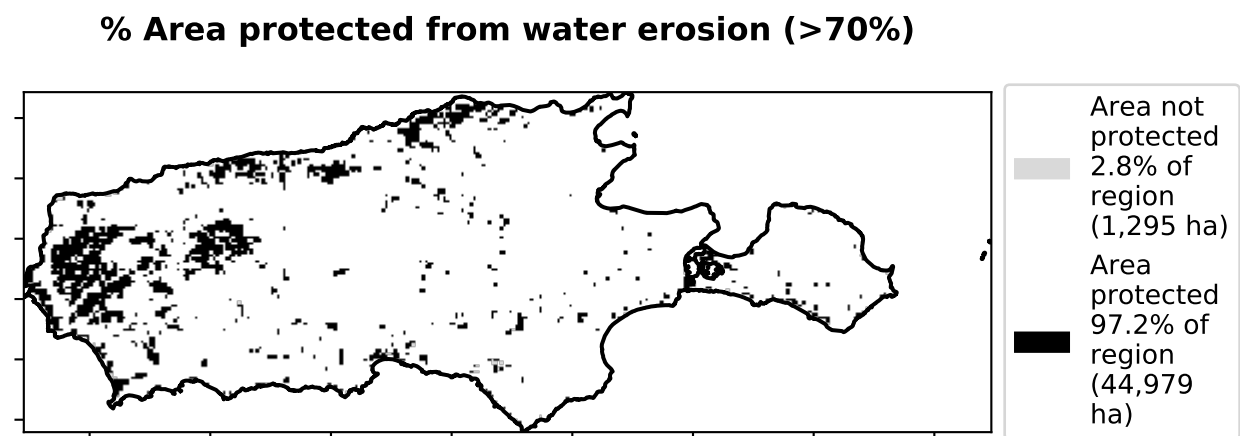 % Area protected from water erosion (>70%)
Area not
protected
2.8% of
region
(1,295 ha)
Area
protected
97.2% of
region
(44,979
ha)